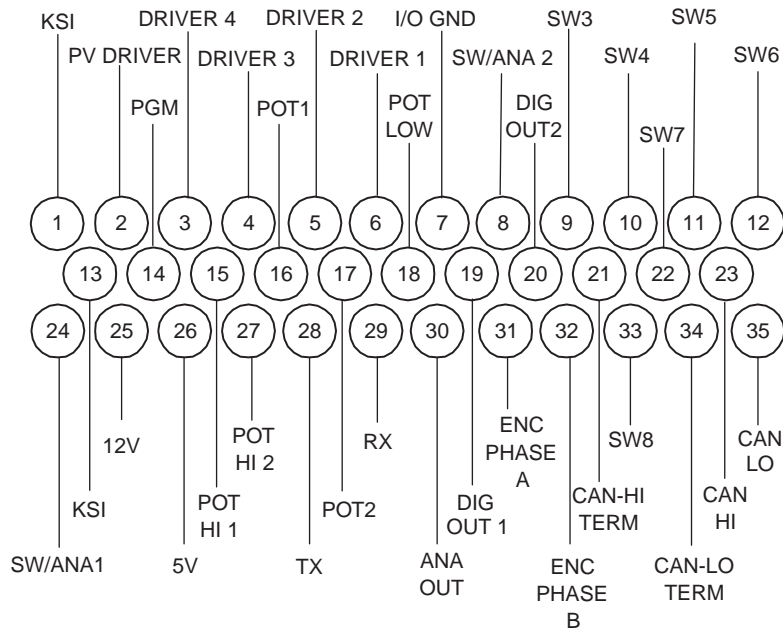 KSI
DRIVER 4
DRIVER 2
I/O GND
SW3
SW5
PV DRIVER
DRIVER 3
DRIVER 1
SW/ANA 2
SW4
SW6
PGM
POT1
POT
LOW
DIG
OUT2
SW7
1
2
3
4
5
6
7
8
9
10
11
12
13
14
15
16
17
18
19
20
21
22
23
24
25
26
27
28
29
30
31
32
33
34
35
12V
POT
HI 2
RX
ENC
PHASE
A
SW8
CAN
LO
KSI
POT
HI 1
POT2
DIG
OUT 1
CAN-HI
TERM
CAN
HI
SW/ANA1
5V
TX
ANA
OUT
ENC
PHASE
B
CAN-LO
TERM